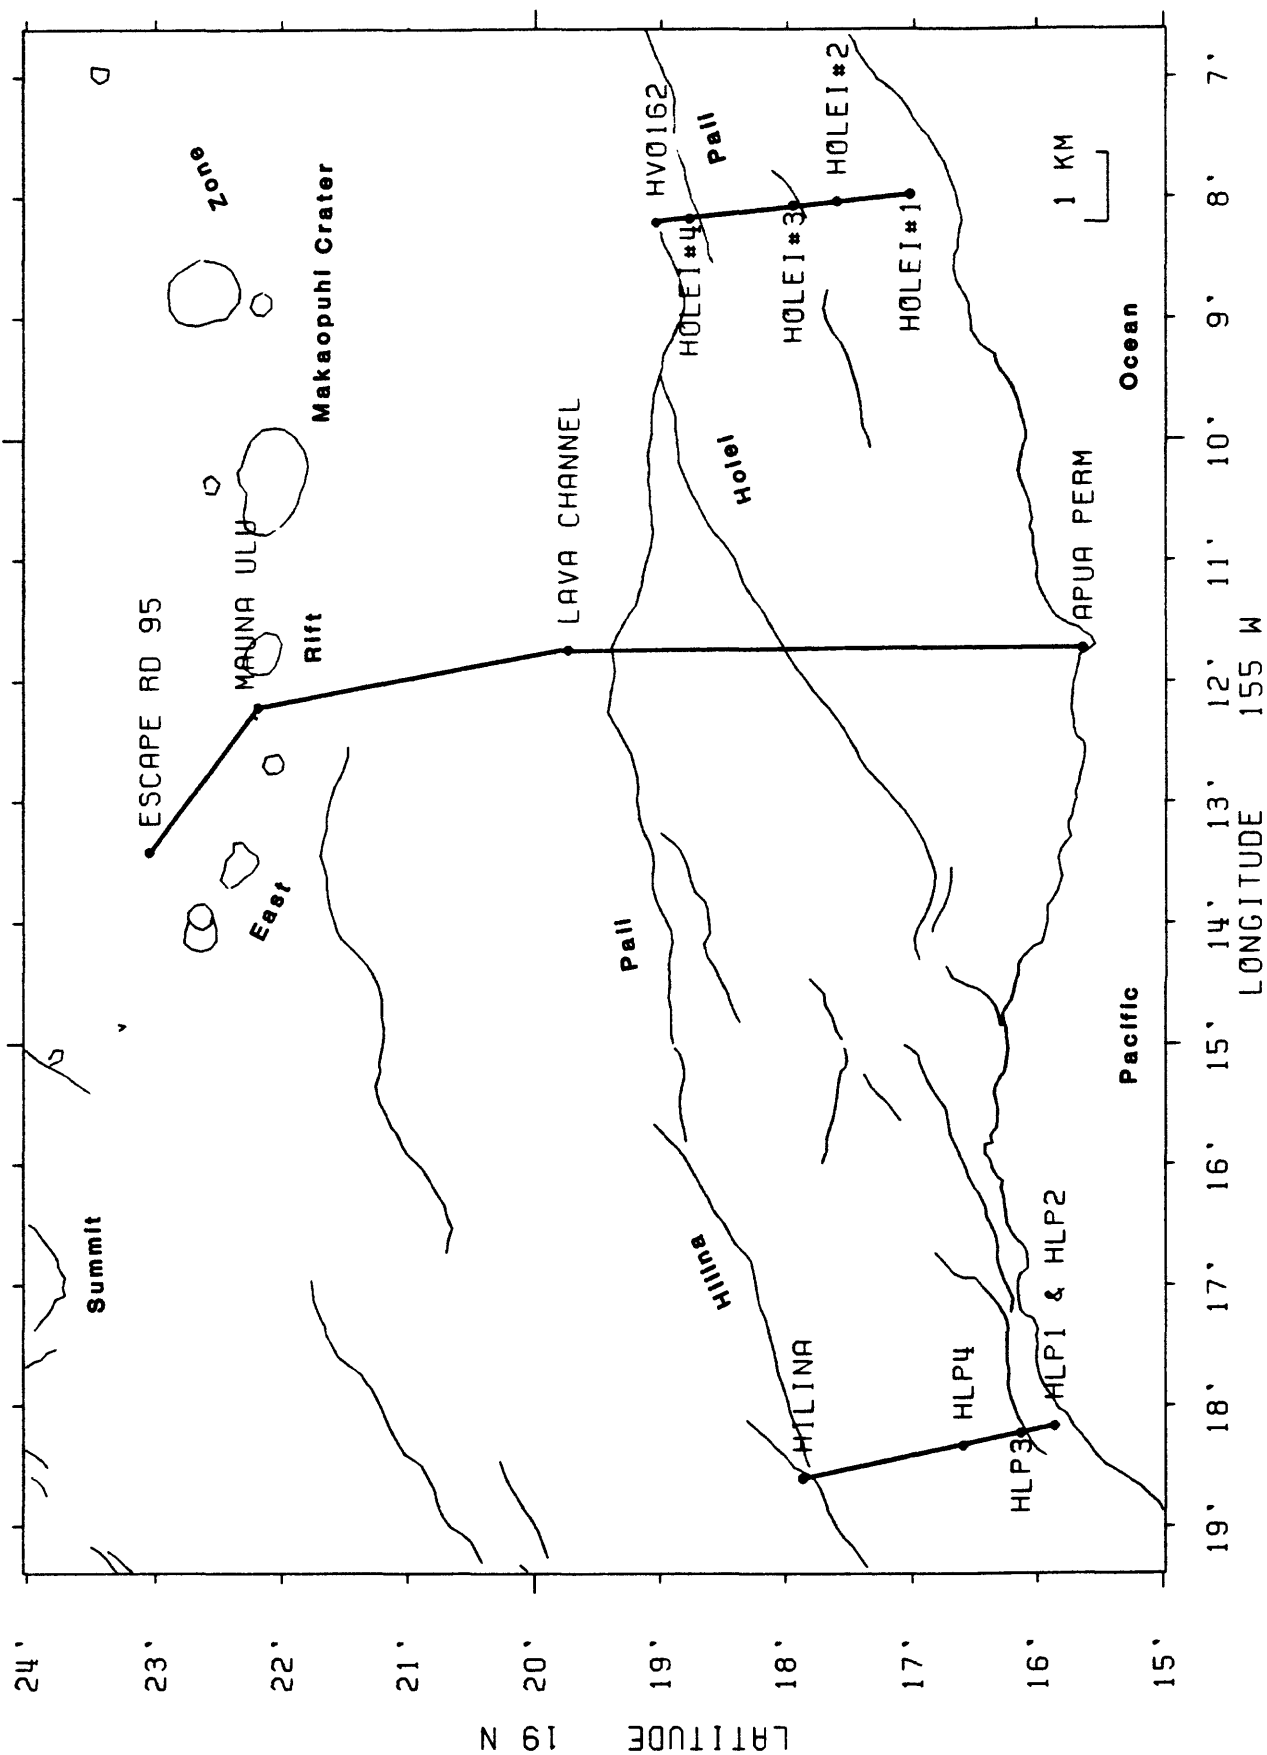 24'
23'
22'
21'
20'
19'
18'
17'
16'
15'
LATITUDE 19 N
19'
18'
17'
16'
15'
14'
13'
12'
11'
10'
9'
8'
7'
LONGITUDE 155 W
Summit
East
Rift
Zone
Makaopuhi Crater
ESCAPE RD 95
MAUNA ULU
LAVA CHANNEL
APUA PERM
Hilina
Pali
Holei
Pali
HVO162
HOLEI#4
HOLEI#3
HOLEI#2
HOLEI#1
HILINA
HLP4
HLP3
HLP1 & HLP2
Pacific
Ocean
1 KM